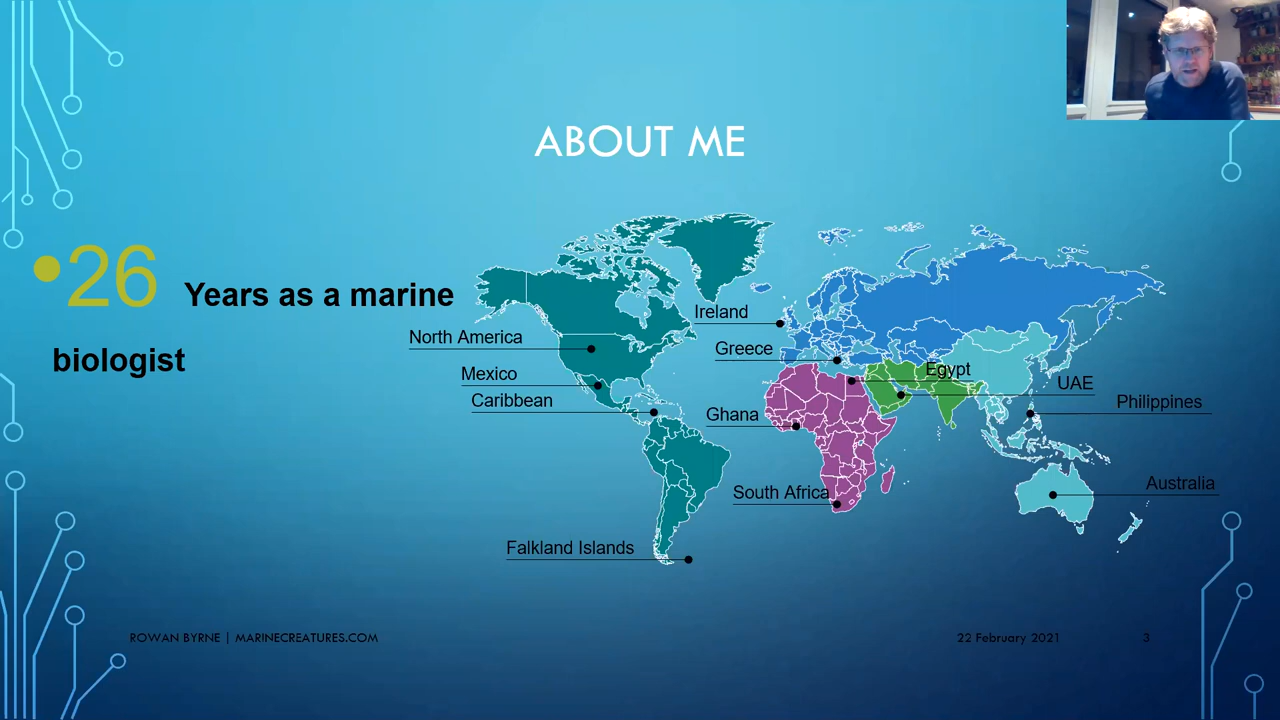 ABOUT ME
•26 Years as a marine
biologist
Ireland
North America
Greece
Egypt
Mexico
UAE
Caribbean
Philippines
Ghana
South Africa
Australia
Falkland Islands
ROWAN BYRNE | MARINECREATURES.COM
22 February 2021
3